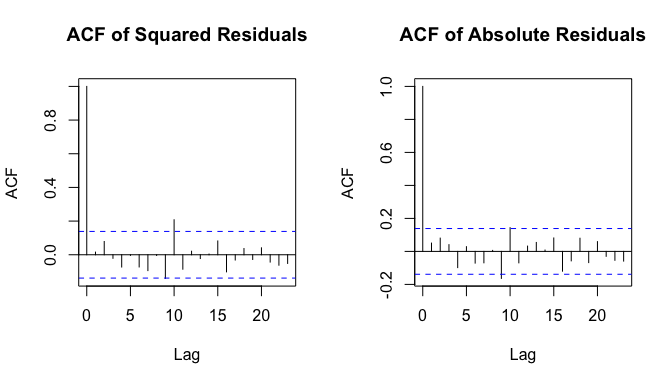 ACF of Squared Residuals
ACF
0.8
0.4
0.0
0 5 10 15 20
Lag
ACF of Absolute Residuals
ACF
1.0
0.6
0.2
-0.2
0 5 10 15 20
Lag